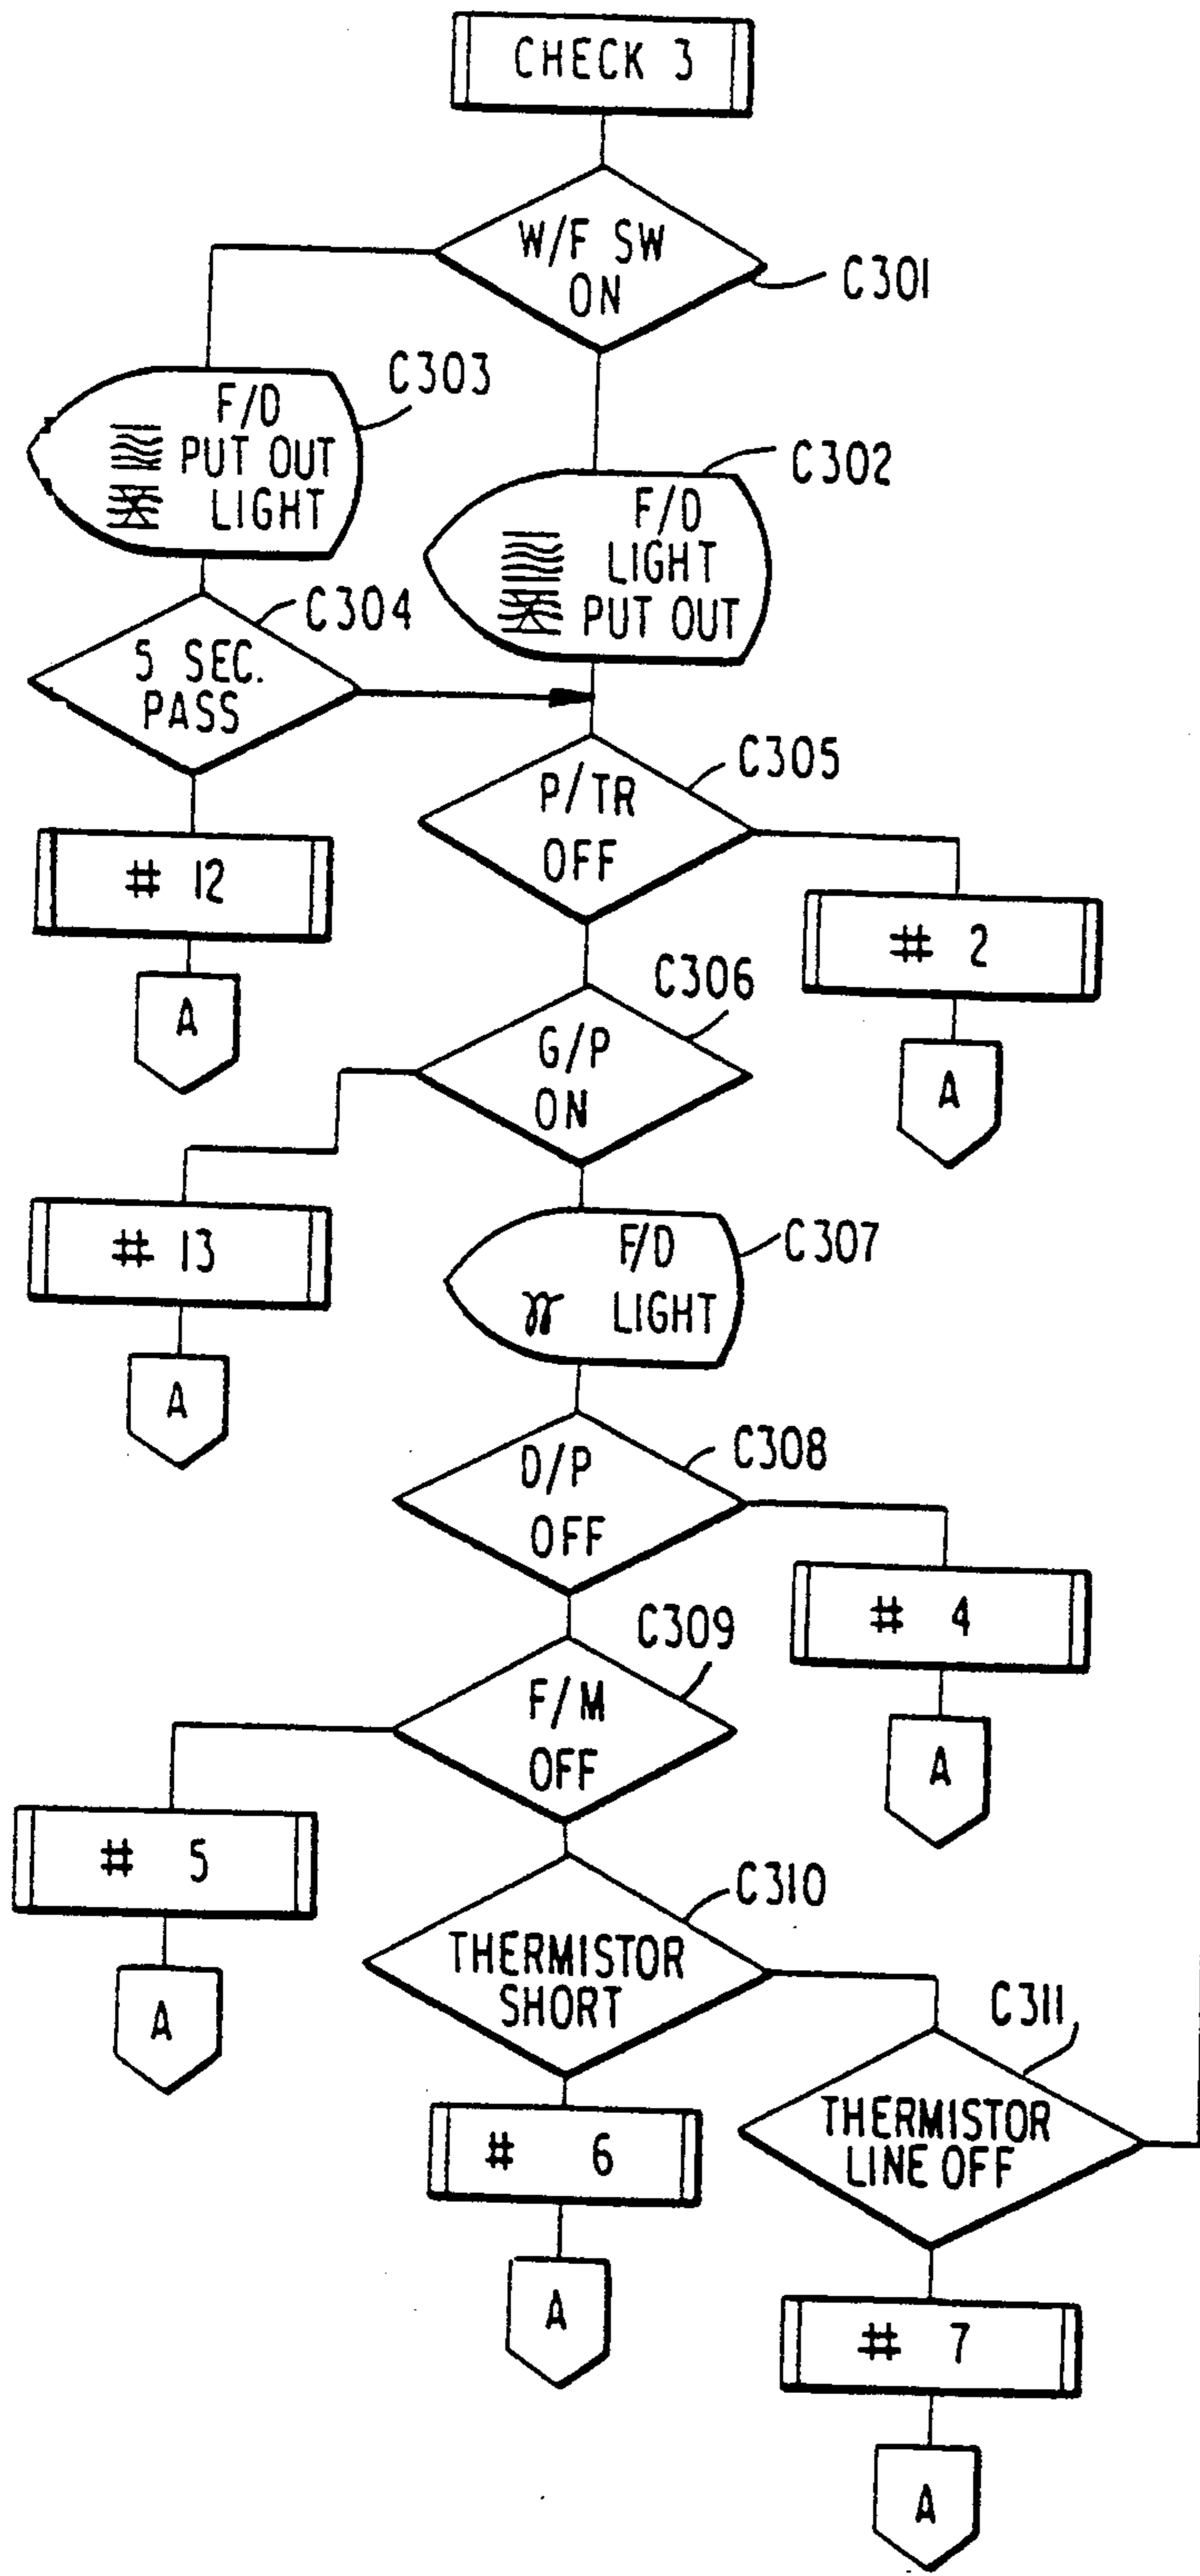 CHECK 3
W/F SW
ON
C301
C303
F/D
PUT OUT
LIGHT
C302
F/D
LIGHT
PUT OUT
C304
5 SEC.
PASS
C305
P/TR
OFF
# 12
A
# 2
A
C306
G/P
ON
# 13
A
C307
F/D
LIGHT
C308
D/P
OFF
# 4
A
C309
F/M
OFF
# 5
A
C310
THERMISTOR
SHORT
C311
THERMISTOR
LINE OFF
# 6
A
# 7
A